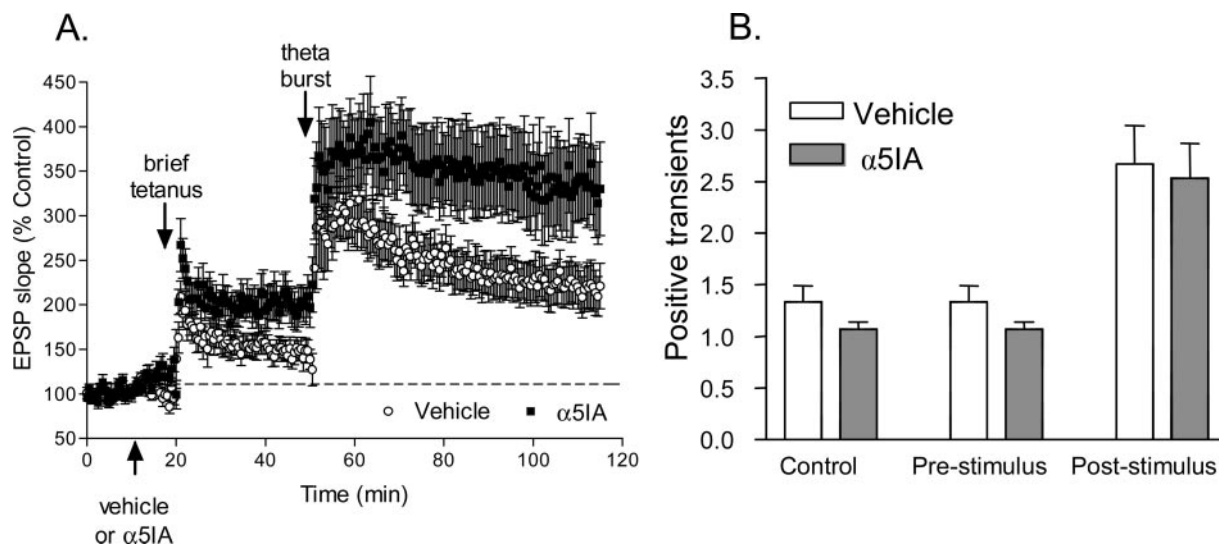 A.
theta
burst
brief
tetanus
EPSP slope (% Control)
450
400
350
300
250
200
150
100
50
Vehicle
α5IA
0
20
40
60
80
100
120
Time (min)
vehicle
or α5IA
B.
Positive transients
3.5
3.0
2.5
2.0
1.5
1.0
0.5
0.0
Vehicle
α5IA
Control
Pre-stimulus
Post-stimulus